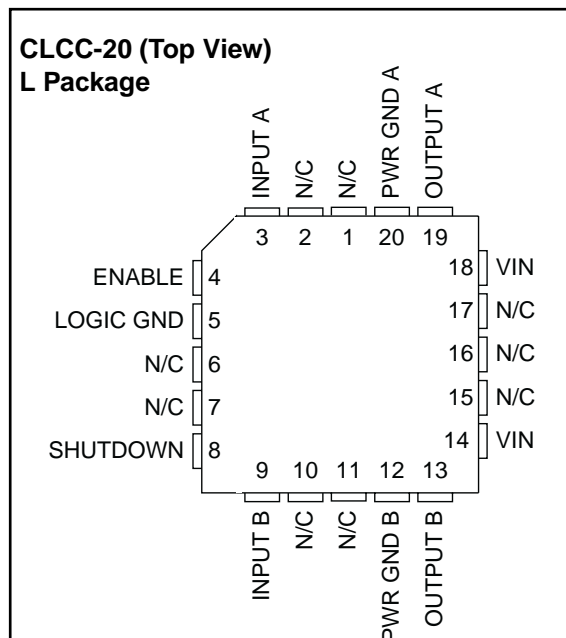 CLCC-20 (Top View)
L Package
INPUT A
N/C
N/C
PWR GND A
OUTPUT A
3
2
1
20
19
ENABLE 4
LOGIC GND 5
N/C 6
N/C 7
SHUTDOWN 8
18 VIN
17 N/C
16 N/C
15 N/C
14 VIN
9
10
11
12
13
INPUT B
N/C
N/C
PWR GND B
OUTPUT B